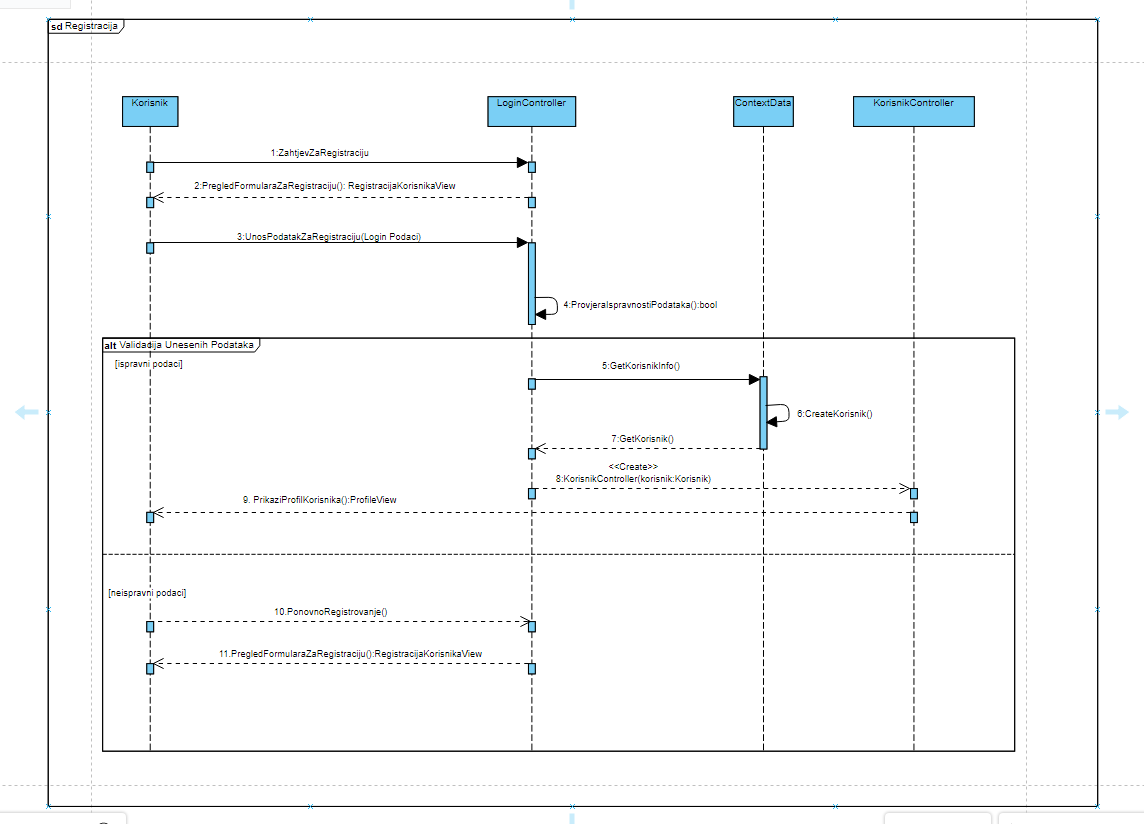 sd Registracija
Korisnik
LoginController
ContextData
KorisnikController
1:ZahtjevZaRegistraciju
2:PregledFormularaZaRegistraciju(): RegistracijaKorisnikaView
3:UnosPodatakZaRegistraciju(Login Podaci)
4:ProvjeraIspravnostiPodataka():bool
alt Validacija Unesenih Podataka
[ispravni podaci]
5:GetKorisnikInfo()
6:CreateKorisnik()
7:GetKorisnik()
<<Create>>
8:KorisnikController(korisnik:Korisnik)
9. PrikaziProfilKorisnika():ProfileView
[neispravni podaci]
10.PonovnoRegistrovanje()
11.PregledFormularaZaRegistraciju():RegistracijaKorisnikaView